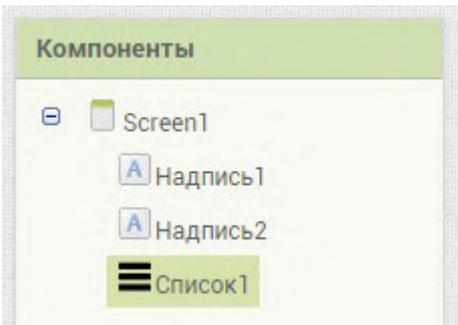 Компоненты
Screen1
A Надпись1
A Надпись2
Список1